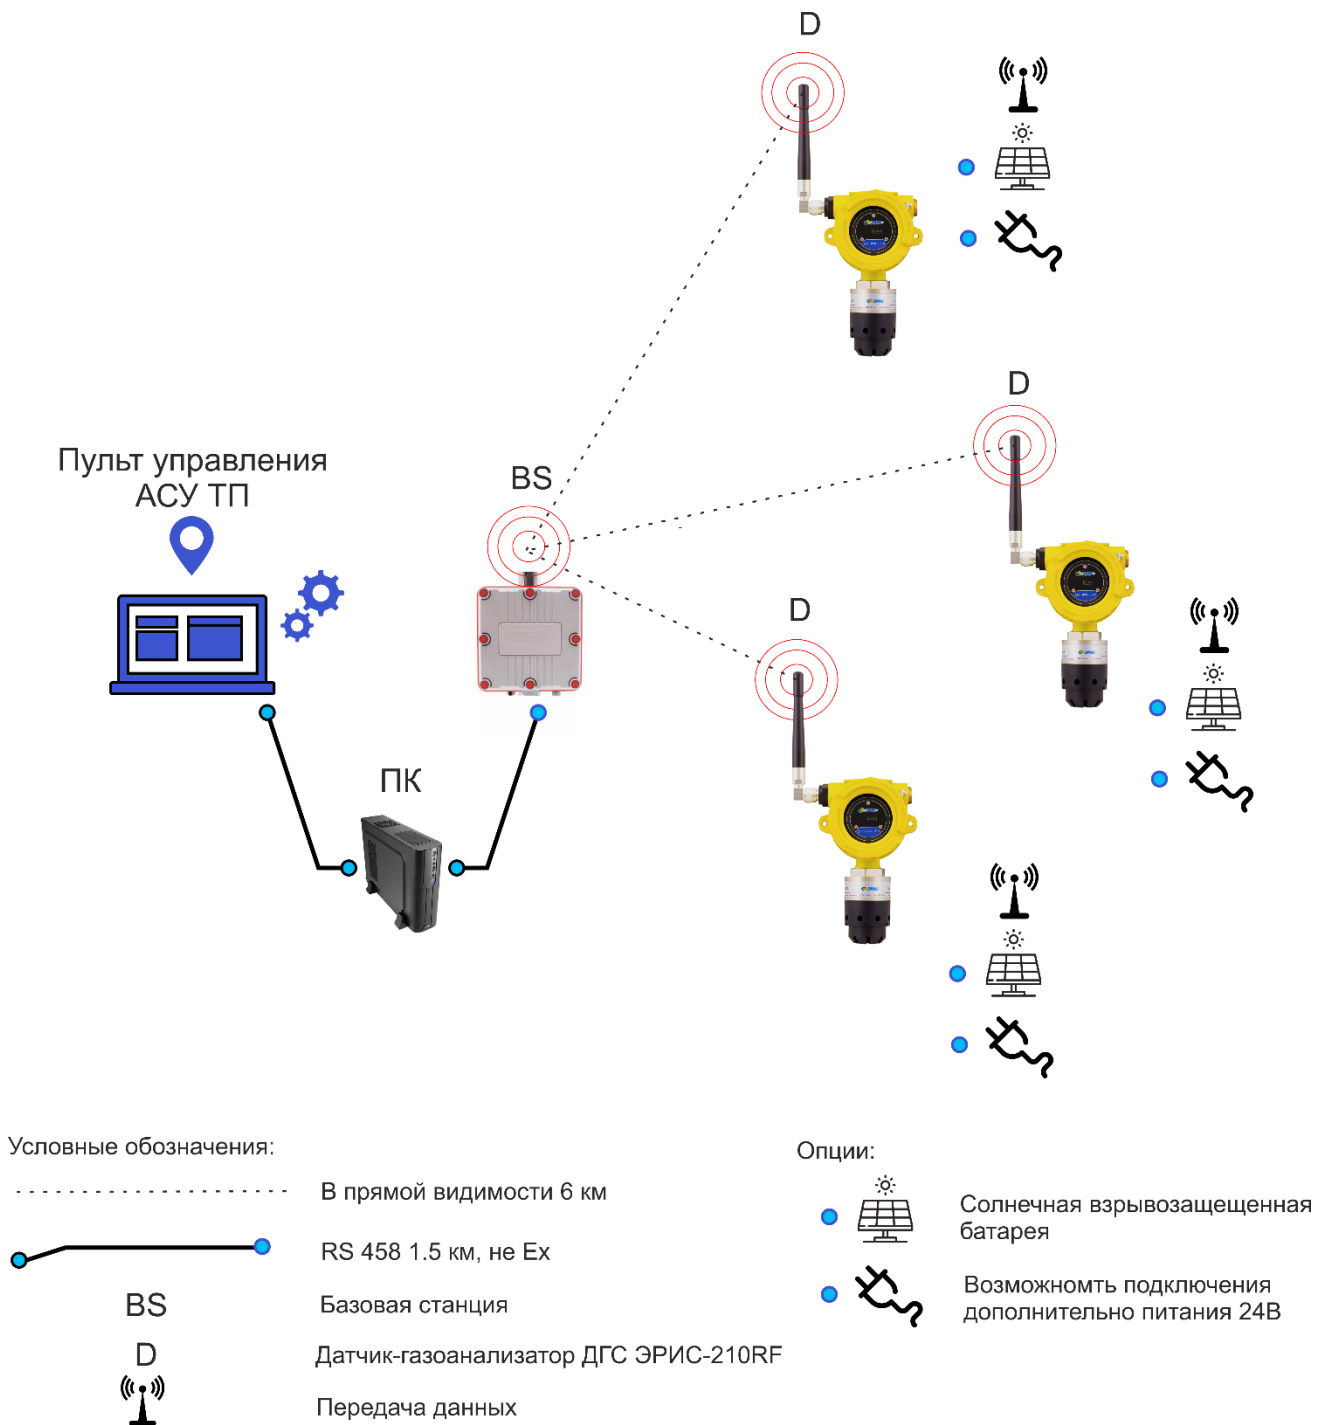 D
D
Пульт управления
АСУ ТП
BS
D
ПК
Условные обозначения:
В прямой видимости 6 км
RS 458 1.5 км, не Ех
BS
Базовая станция
D
Датчик-газоанализатор ДГС ЭРИС-210RF
Передача данных
Опции:
Солнечная взрывозащещенная
батарея
Возможномть подключения
дополнительно питания 24В